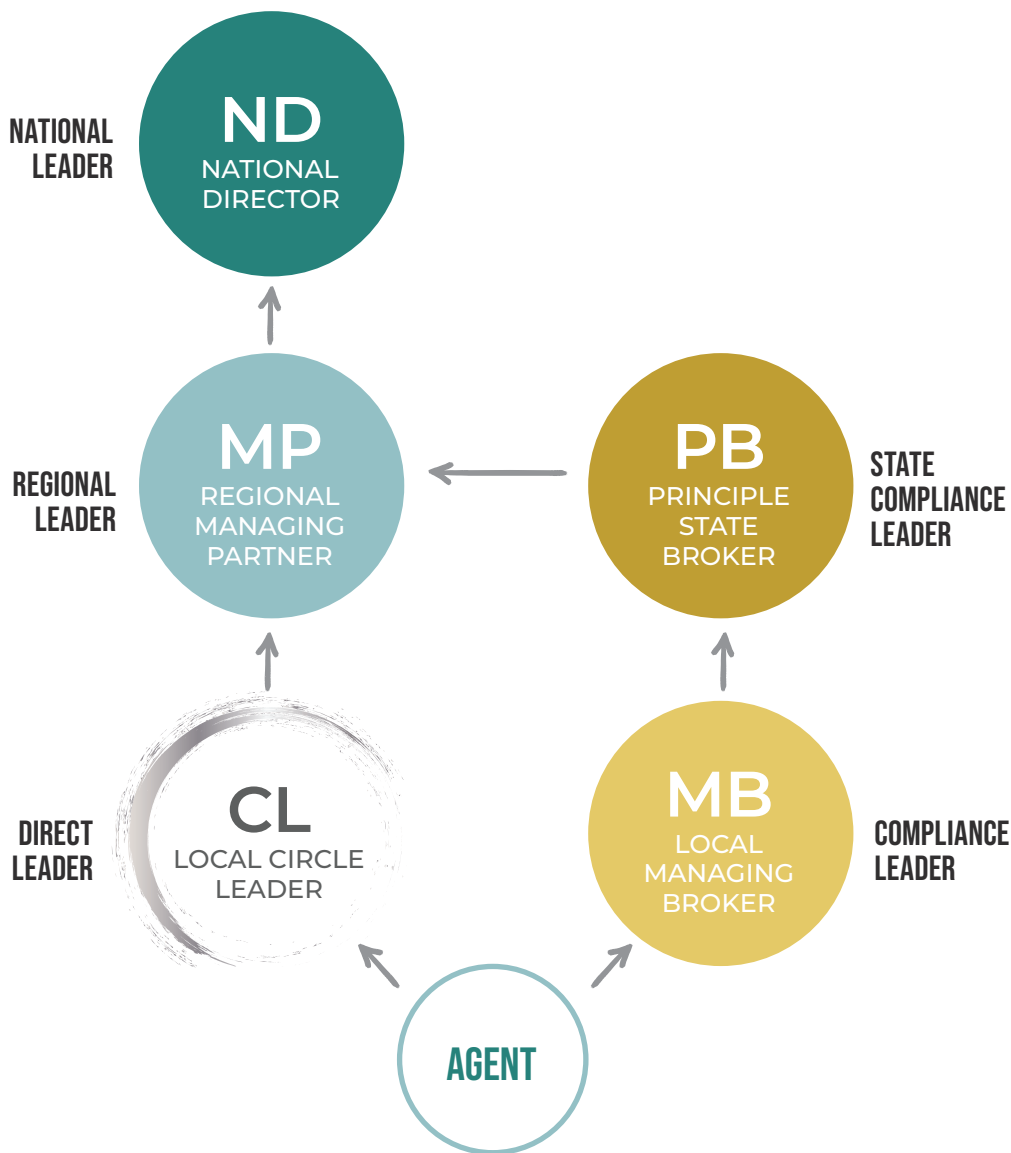 NATIONAL
LEADER
ND
NATIONAL
DIRECTOR
REGIONAL
LEADER
MP
REGIONAL
MANAGING
PARTNER
PB
PRINCIPLE
STATE
BROKER
STATE
COMPLIANCE
LEADER
DIRECT
LEADER
CL
LOCAL CIRCLE
LEADER
MB
LOCAL
MANAGING
BROKER
COMPLIANCE
LEADER
AGENT